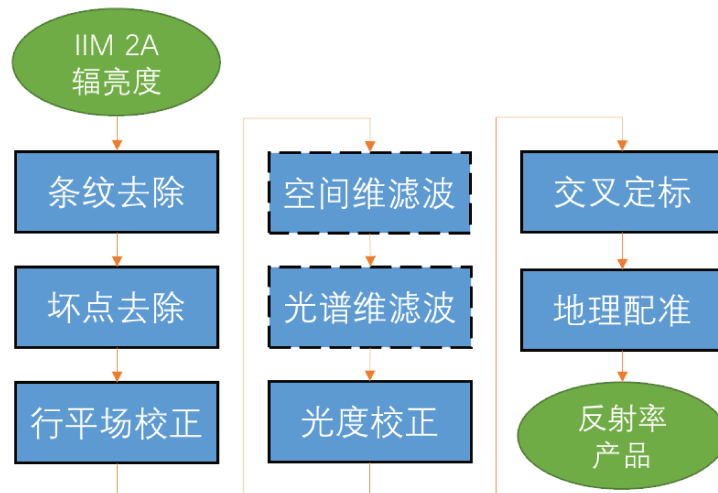 IIM 2A
辐亮度
条纹去除
坏点去除
行平场校正
空间维滤波
光谱维滤波
光度校正
交叉定标
地理配准
反射率
产品